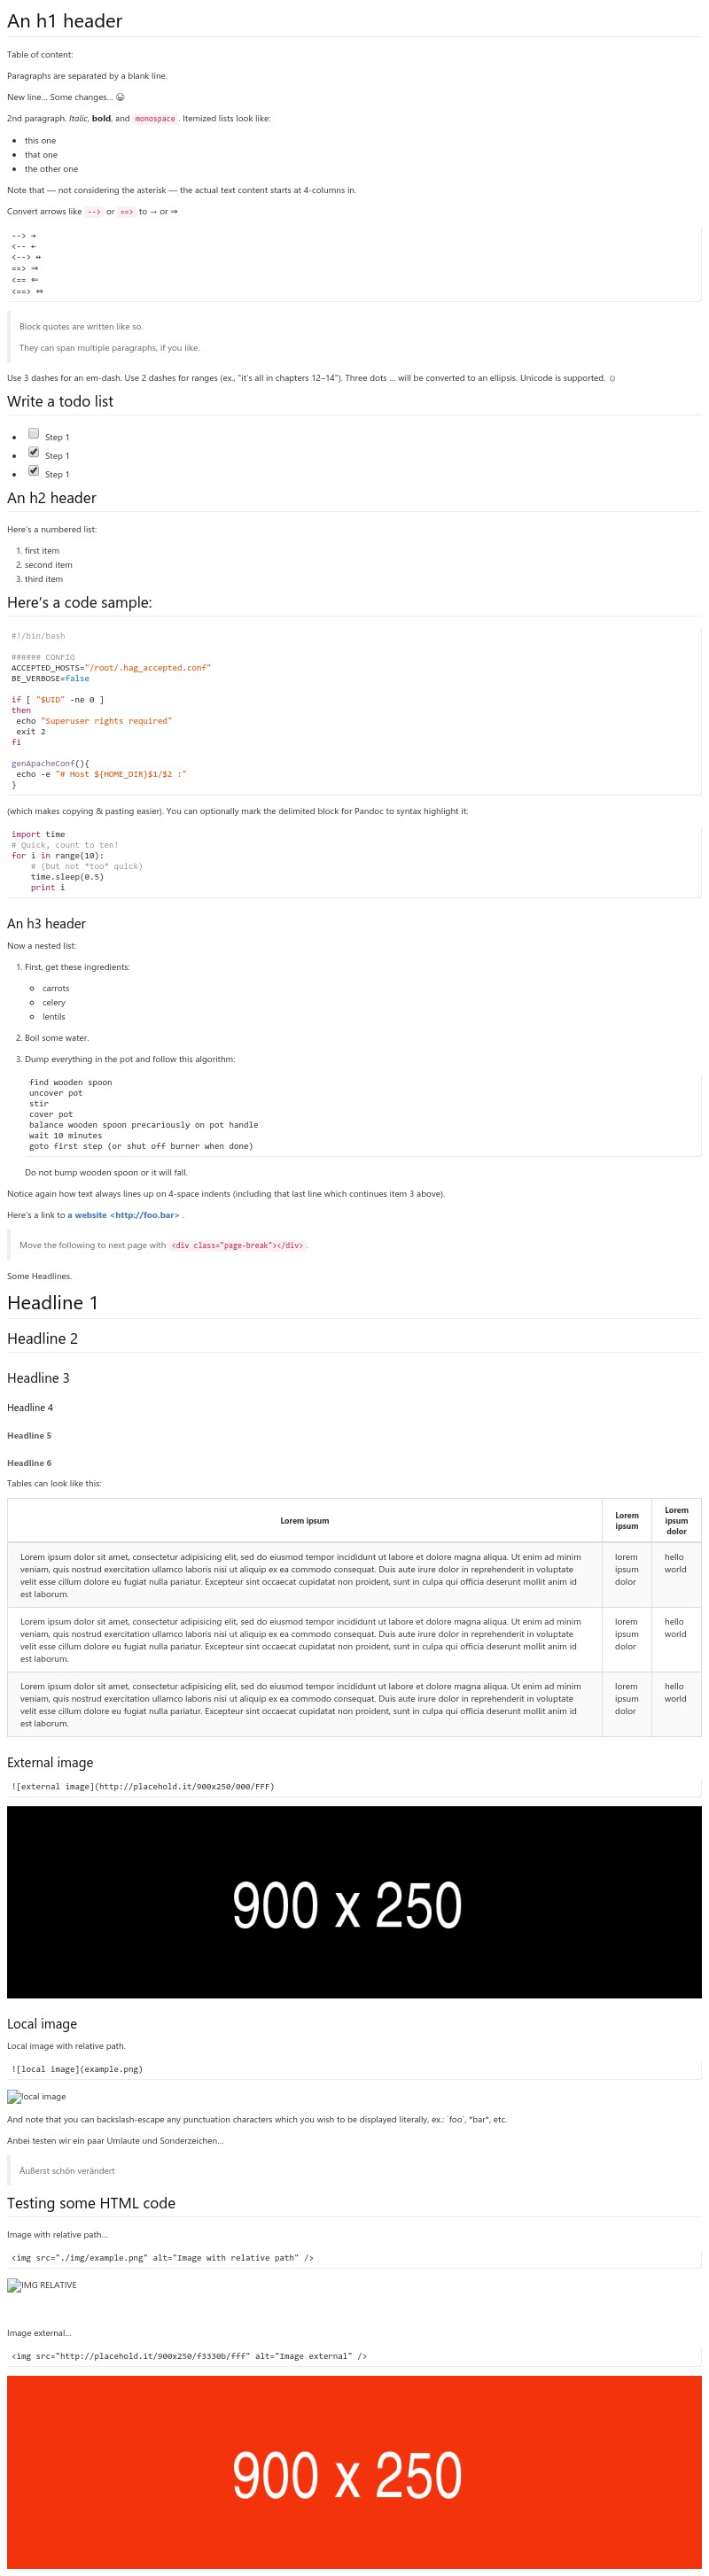 An h1 header
Table of content:
Paragraphs are separated by a blank line.
New line... Some changes... 😀
2nd paragraph. Italic, bold, and monospace . Itemized lists look like:
• this one
• that one
• the other one
Note that — not considering the asterisk — the actual text content starts at 4-columns in.
Convert arrows like --> or ==> to → or ⇒
--> →
<-- ←
<--> ↔
==> ⇒
<== ⇐
<==> ⇔
Block quotes are written like so.
They can span multiple paragraphs, if you like.
Use 3 dashes for an em-dash. Use 2 dashes for ranges (ex., "it's all in chapters 12–14"). Three dots ... will be converted to an ellipsis. Unicode is supported. ☺
Write a todo list
• ☐ Step 1
• ☑ Step 1
• ☑ Step 1
An h2 header
Here's a numbered list:
1. first item
2. second item
3. third item
Here's a code sample:
#!/bin/bash
###### CONFIG
ACCEPTED_HOSTS="/root/.hag_accepted.conf"
BE_VERBOSE=false
if [ "$UID" -ne 0 ]
then
 echo "Superuser rights required"
 exit 2
fi
genApacheConf(){
 echo -e "# Host ${HOME_DIR}$1/$2 :"
}
(which makes copying & pasting easier). You can optionally mark the delimited block for Pandoc to syntax highlight it:
import time
# Quick, count to ten!
for i in range(10):
    # (but not *too* quick)
    time.sleep(0.5)
    print i
An h3 header
Now a nested list:
1. First, get these ingredients:
◦ carrots
◦ celery
◦ lentils
2. Boil some water.
3. Dump everything in the pot and follow this algorithm:
find wooden spoon
uncover pot
stir
cover pot
balance wooden spoon precariously on pot handle
wait 10 minutes
goto first step (or shut off burner when done)
Do not bump wooden spoon or it will fall.
Notice again how text always lines up on 4-space indents (including that last line which continues item 3 above).
Here's a link to a website <http://foo.bar> .
Move the following to next page with <div class="page-break"></div> .
Some Headlines.
Headline 1
Headline 2
Headline 3
Headline 4
Headline 5
Headline 6
Tables can look like this:
Lorem ipsum | Lorem ipsum | Lorem ipsum dolor
Lorem ipsum dolor sit amet, consectetur adipisicing elit, sed do eiusmod tempor incididunt ut labore et dolore magna aliqua. Ut enim ad minim | lorem | hello
veniam, quis nostrud exercitation ullamco laboris nisi ut aliquip ex ea commodo consequat. Duis aute irure dolor in reprehenderit in voluptate | ipsum | world
velit esse cillum dolore eu fugiat nulla pariatur. Excepteur sint occaecat cupidatat non proident, sunt in culpa qui officia deserunt mollit anim id | dolor
est laborum.
Lorem ipsum dolor sit amet, consectetur adipisicing elit, sed do eiusmod tempor incididunt ut labore et dolore magna aliqua. Ut enim ad minim | lorem | hello
veniam, quis nostrud exercitation ullamco laboris nisi ut aliquip ex ea commodo consequat. Duis aute irure dolor in reprehenderit in voluptate | ipsum | world
velit esse cillum dolore eu fugiat nulla pariatur. Excepteur sint occaecat cupidatat non proident, sunt in culpa qui officia deserunt mollit anim id | dolor
est laborum.
Lorem ipsum dolor sit amet, consectetur adipisicing elit, sed do eiusmod tempor incididunt ut labore et dolore magna aliqua. Ut enim ad minim | lorem | hello
veniam, quis nostrud exercitation ullamco laboris nisi ut aliquip ex ea commodo consequat. Duis aute irure dolor in reprehenderit in voluptate | ipsum | world
velit esse cillum dolore eu fugiat nulla pariatur. Excepteur sint occaecat cupidatat non proident, sunt in culpa qui officia deserunt mollit anim id | dolor
est laborum.
External image
![external image](http://placehold.it/900x250/000/FFF)
900 x 250
Local image
Local image with relative path.
![local image](example.png)
local image
And note that you can backslash-escape any punctuation characters which you wish to be displayed literally, ex.: `foo`, *bar*, etc.
Anbei testen wir ein paar Umlaute und Sonderzeichen...
Äußerst schön verändert
Testing some HTML code
Image with relative path...
<img src="./img/example.png" alt="Image with relative path" />
IMG RELATIVE
Image external...
<img src="http://placehold.it/900x250/f3330b/fff" alt="Image external" />
900 x 250